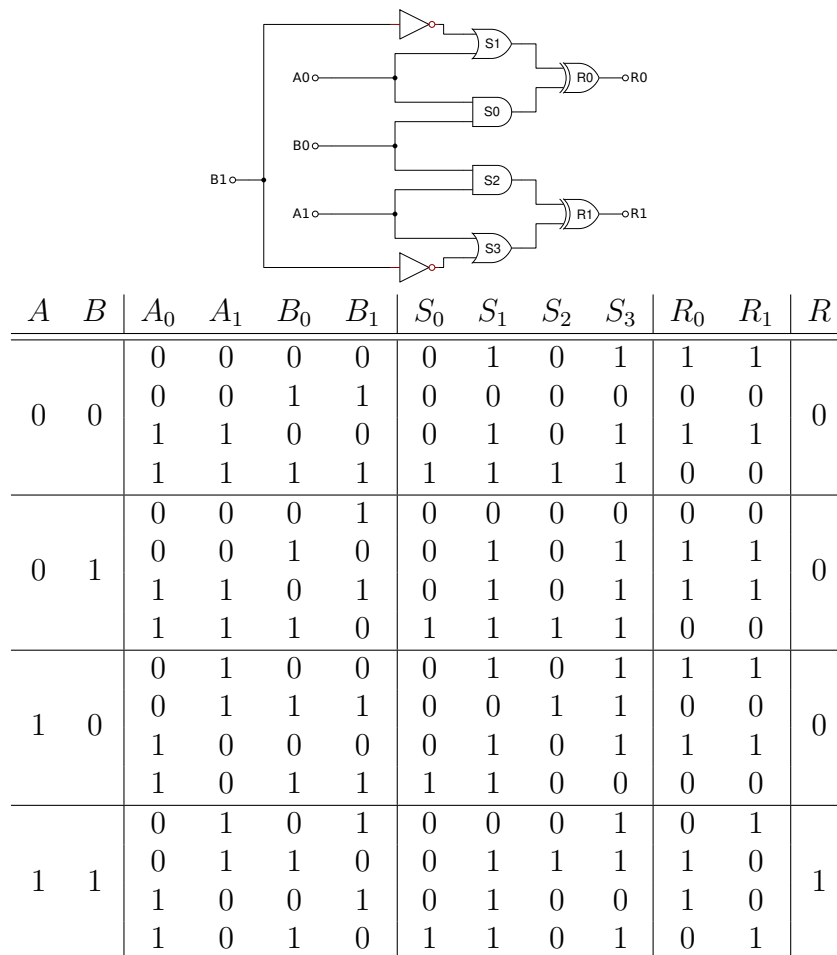 S1
A0 R0 R0
S0
B0
B1 S2
A1 R1 R1
S3
A B A₀ A₁ B₀ B₁ S₀ S₁ S₂ S₃ R₀ R₁ R
0 0 0 0 0 1 0 1 1 1
0 0 1 1 0 0 0 0 0 0
0 0 0
1 1 0 0 0 1 0 1 1 1
1 1 1 1 1 1 1 1 0 0
0 0 0 1 0 0 0 0 0 0
0 0 1 0 0 1 0 1 1 1
0 1 0
1 1 0 1 0 1 0 1 1 1
1 1 1 0 1 1 1 1 0 0
0 1 0 0 0 1 0 1 1 1
0 1 1 1 0 0 1 1 0 0
1 0 0
1 0 0 0 0 1 0 1 1 1
1 0 1 1 1 1 0 0 0 0
0 1 0 1 0 0 0 1 0 1
0 1 1 0 0 1 1 1 1 0
1 1 1
1 0 0 1 0 1 0 0 1 0
1 0 1 0 1 1 0 1 0 1